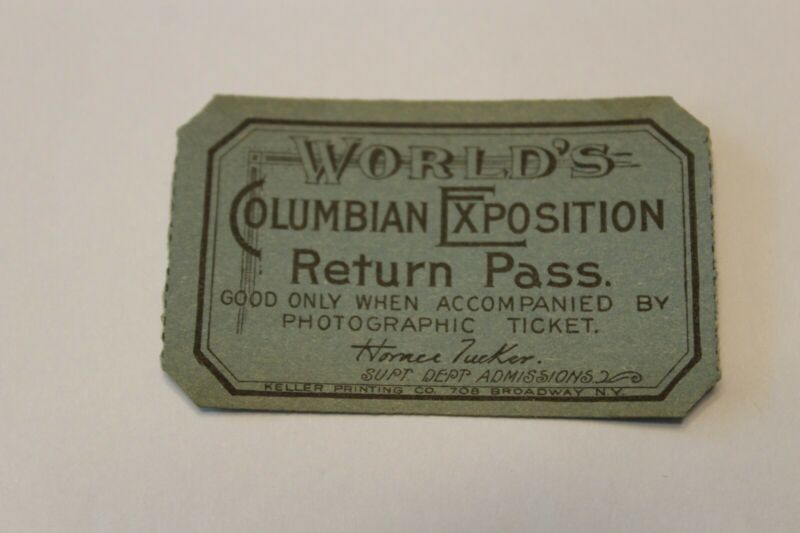 WORLD'S
COLUMBIAN EXPOSITION
Return Pass.
GOOD ONLY WHEN ACCOMPANIED BY
PHOTOGRAPHIC TICKET.
Horace Tucker.
SUPT DEPT ADMISSIONS
KELLER PRINTING CO. 708 BROADWAY N.Y.